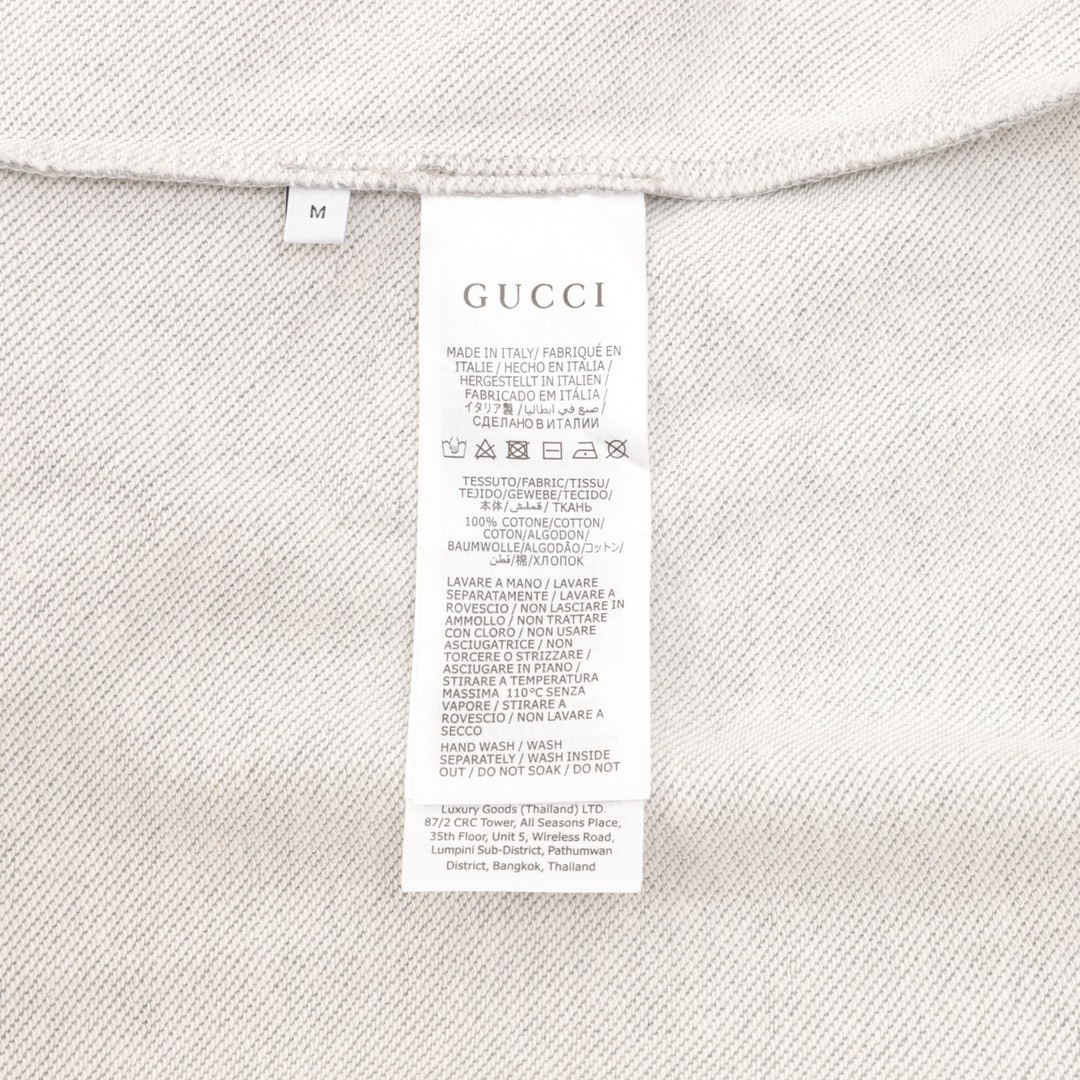 M
GUCCI
MADE IN ITALY/ FABRIQUÉ EN
ITALIE / HECHO EN ITALIA /
HERGESTELLT IN ITALIEN /
FABRICADO EM ITÁLIA /
イタリア製 / صنع في ايطاليا /
СДЕЛАНО В ИТАЛИИ
TESSUTO/FABRIC/TISSU/
TEJIDO/GEWEBE/TECIDO/
本体/قملش/ ТКАНЬ
100% COTONE/COTTON/
COTON/ALGODON/
BAUMWOLLE/ALGODÃO/コットン/
قطن/棉/ХЛОПОК
LAVARE A MANO / LAVARE
SEPARATAMENTE / LAVARE A
ROVESCIO / NON LASCIARE IN
AMMOLLO / NON TRATTARE
CON CLORO / NON USARE
ASCIUGATRICE / NON
TORCERE O STRIZZARE /
ASCIUGARE IN PIANO /
STIRARE A TEMPERATURA
MASSIMA 110°C SENZA
VAPORE / STIRARE A
ROVESCIO / NON LAVARE A
SECCO
HAND WASH / WASH
SEPARATELY / WASH INSIDE
OUT / DO NOT SOAK / DO NOT
Luxury Goods (Thailand) LTD.
87/2 CRC Tower, All Seasons Place,
35th Floor, Unit 5, Wireless Road,
Lumpini Sub-District, Pathumwan
District, Bangkok, Thailand